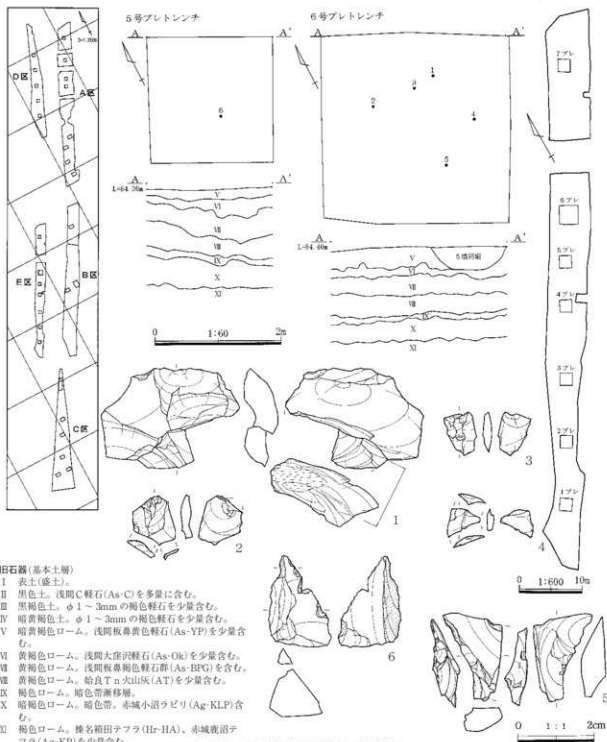 5号プレトレンチ
6号プレトレンチ
D区
A区
E区
B区
C区
A
A'
6
A
A'
L=84.30m
V
VI
VII
VIII
IX
X
XI
0
1:60
2m
A
A'
1
2
3
4
5
A
A'
L=84.00m
V
VI
VII
VIII
IX
X
XI
7プレ
6プレ
5プレ
4プレ
3プレ
2プレ
1プレ
0
1:600
10m
1
2
3
4
5
6
0
1:1
2cm
旧石器(基本土層)
I 表土(盛土)。
II 黒色土。浅間C軽石(As-C)を多量に含む。
III 黒褐色土。φ1～3mmの褐色軽石を少量含む。
IV 暗黄褐色土。φ1～3mmの褐色軽石を少量含む。
V 暗黄褐色ローム。浅間板鼻黄色軽石(As-YP)を少量含
む。
VI 黄褐色ローム。浅間大窪沢軽石(As-Ok)を少量含む。
VII 黄褐色ローム。浅間板鼻褐色軽石群(As-BPG)を含む。
VIII 黄褐色ローム。姶良Tn火山灰(AT)を少量含む。
IX 褐色ローム。暗色帯漸移層。
X 暗褐色ローム。暗色帯。赤城小沼ラピリ(Ag-KLP)含
む。
XI 褐色ローム。榛名箱田テフラ(Hr-HA)、赤城鹿沼テ
フラ(Ag-KP)を少量含む。